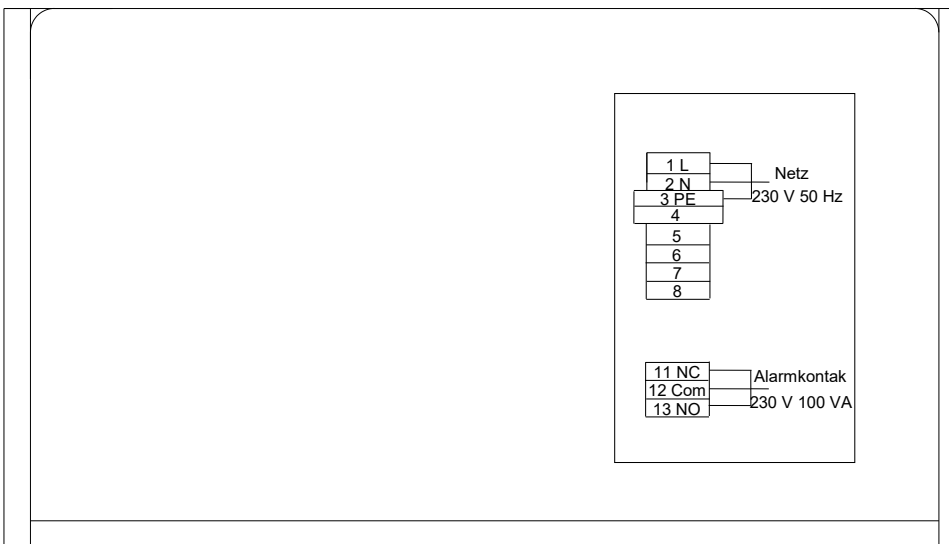 1 L
2 N
3 PE
4
5
6
7
8
Netz
230 V 50 Hz
11 NC
12 Com
13 NO
Alarmkontak
230 V 100 VA